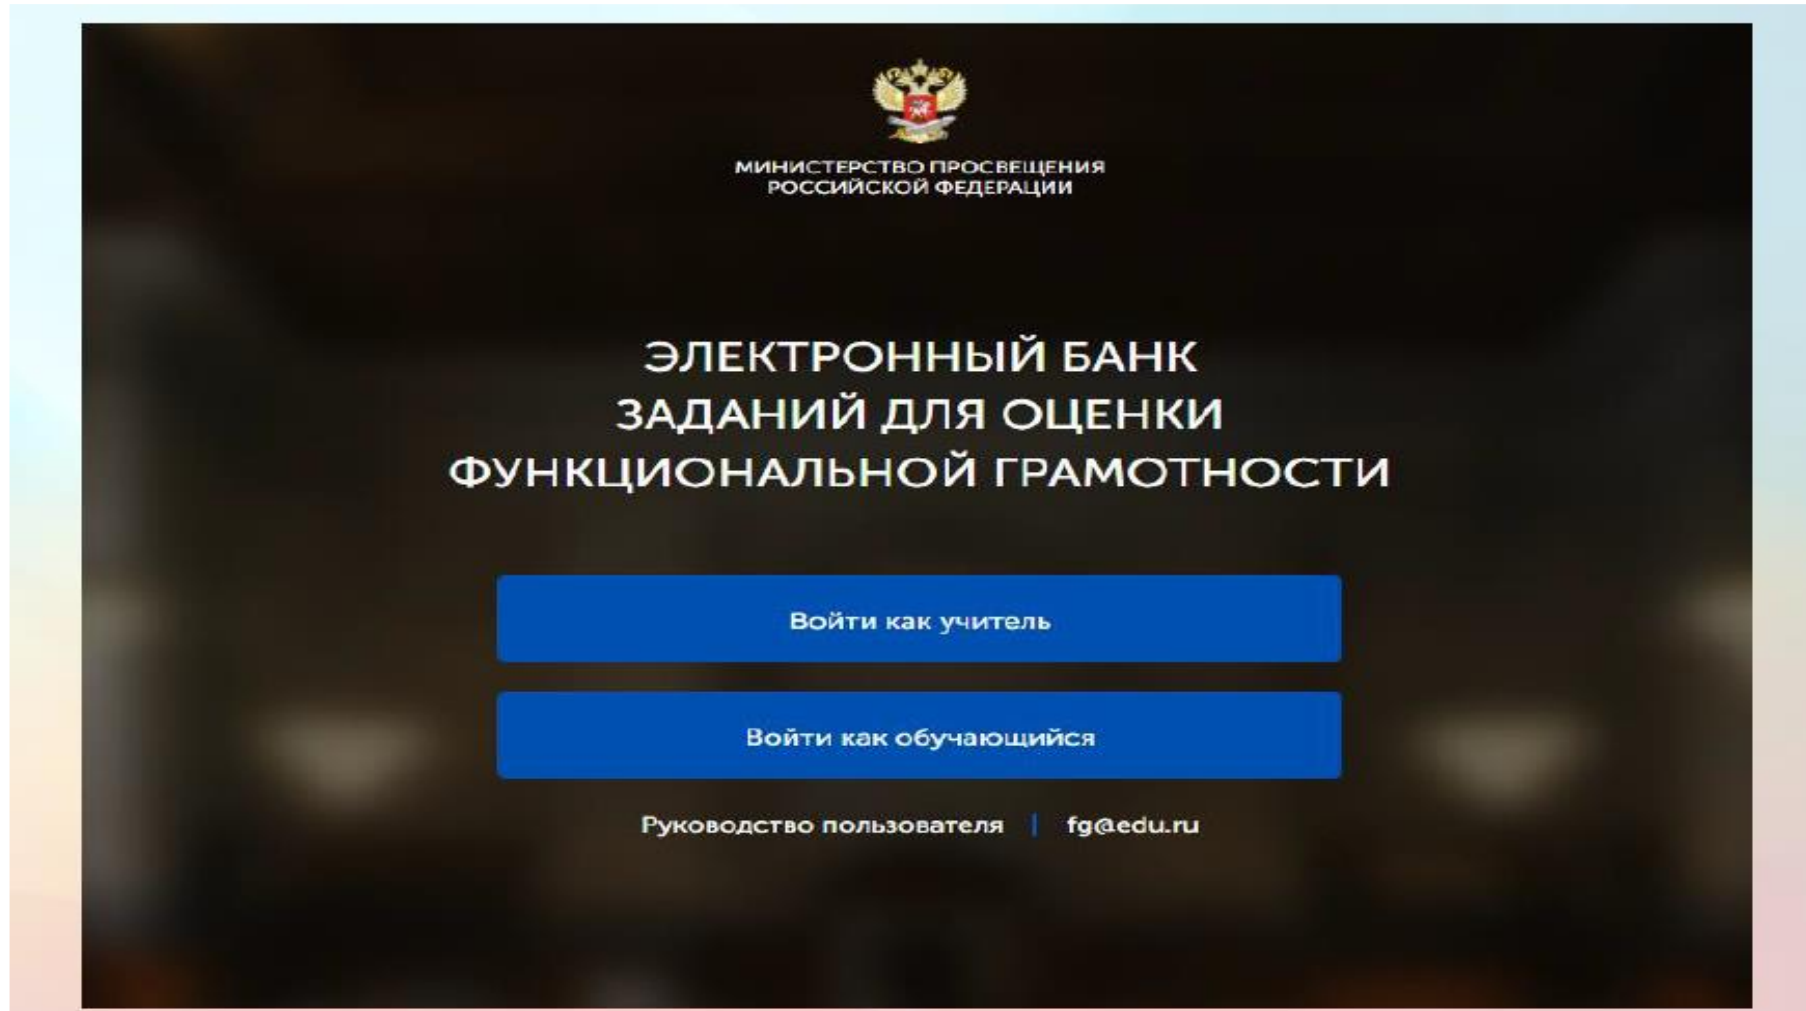 МИНИСТЕРСТВО ПРОСВЕЩЕНИЯ
РОССИЙСКОЙ ФЕДЕРАЦИИ
ЭЛЕКТРОННЫЙ БАНК
ЗАДАНИЙ ДЛЯ ОЦЕНКИ
ФУНКЦИОНАЛЬНОЙ ГРАМОТНОСТИ
Войти как учитель
Войти как обучающийся
Руководство пользователя | fg@edu.ru